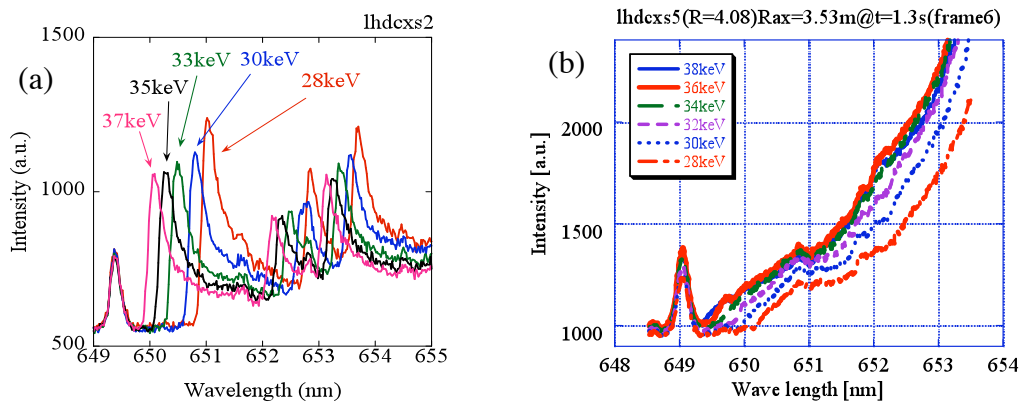 lhdcxs2
(a)
1500
1000
500
Intensity (a.u.)
33keV
30keV
35keV
28keV
37keV
649 650 651 652 653 654 655
Wavelength (nm)
lhdcxs5(R=4.08)Rax=3.53m@t=1.3s(frame6)
(b)
38keV
36keV
34keV
32keV
30keV
28keV
2000
1500
1000
Intensity [a.u.]
648 649 650 651 652 653 654
Wave length [nm]